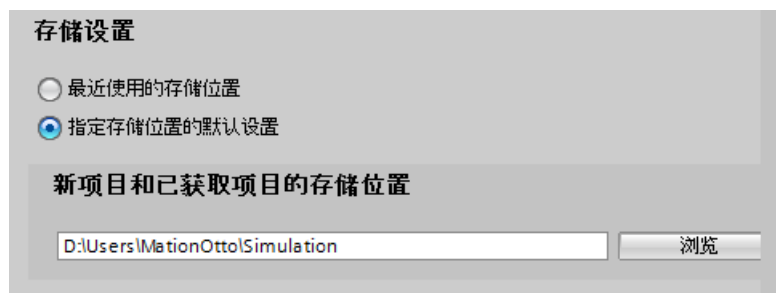 存储设置
最近使用的存储位置
指定存储位置的默认设置
新项目和已获取项目的存储位置
D:\Users\MationOtto\Simulation 浏览